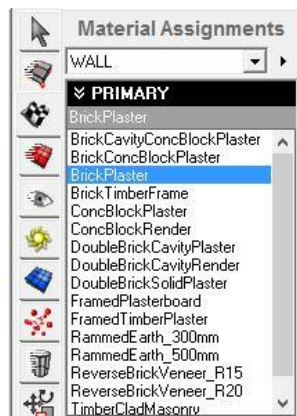 Material Assignments
WALL
PRIMARY
BrickPlaster
BrickCavityConcBlockPlaster
BrickConcBlockPlaster
BrickPlaster
BrickTimberFrame
ConcBlockPlaster
ConcBlockRender
DoubleBrickCavityPlaster
DoubleBrickCavityRender
DoubleBrickSolidPlaster
FramedPlasterboard
FramedTimberPlaster
RammedEarth_300mm
RammedEarth_500mm
ReverseBrickVeneer_R15
ReverseBrickVeneer_R20
TimberCladMasonry